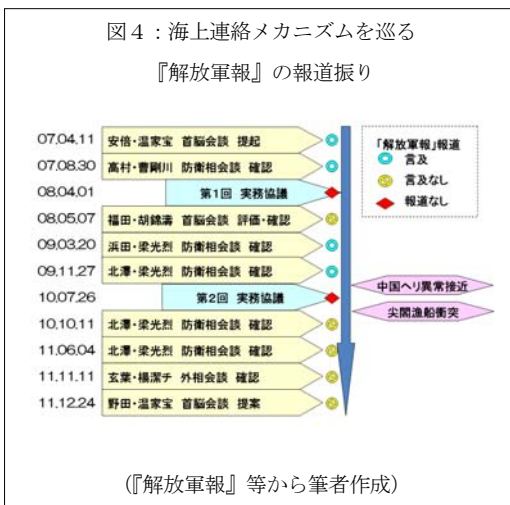 図4:海上連絡メカニズムを巡る
『解放軍報』の報道振り
07.04.11 安倍・温家宝 首脳会談 提起
07.08.30 高村・曹剛川 防衛相会談 確認
08.04.01 第1回 実務協議
08.05.07 福田・胡錦濤 首脳会談 評価・確認
09.03.20 浜田・梁光烈 防衛相会談 確認
09.11.27 北澤・梁光烈 防衛相会談 確認
10.07.26 第2回 実務協議
10.10.11 北澤・梁光烈 防衛相会談 確認
11.06.04 北澤・梁光烈 防衛相会談 確認
11.11.11 玄葉・楊潔チ 外相会談 確認
11.12.24 野田・温家宝 首脳会談 提案
「解放軍報」報道
言及
言及なし
報道なし
中国ヘリ異常接近
尖閣漁船衝突
(『解放軍報』等から筆者作成)